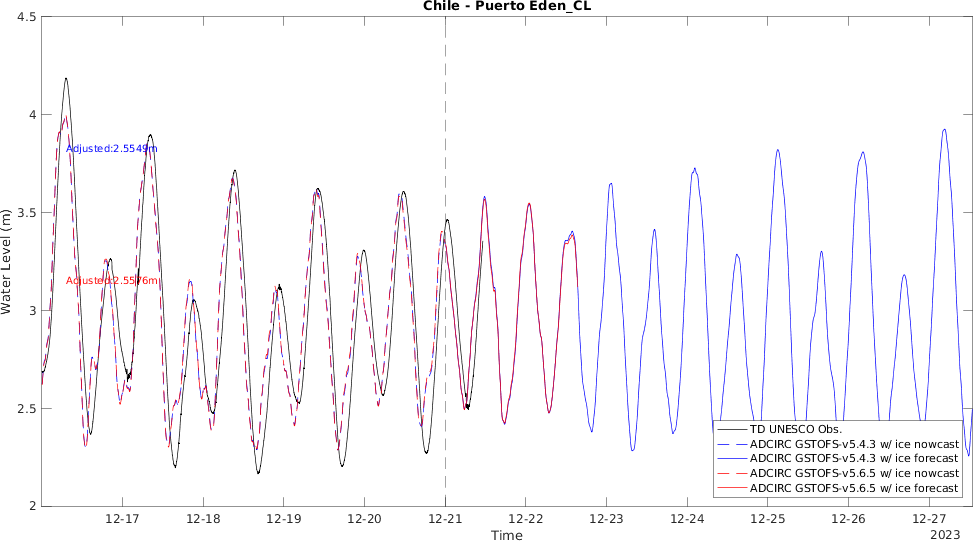 Chile - Puerto Eden_CL
4.5
4
3.5
3
2.5
2
Water Level (m)
Adjusted:2.5549m
Adjusted:2.5576m
TD UNESCO Obs.
ADCIRC GSTOFS-v5.4.3 w/ ice nowcast
ADCIRC GSTOFS-v5.4.3 w/ ice forecast
ADCIRC GSTOFS-v5.6.5 w/ ice nowcast
ADCIRC GSTOFS-v5.6.5 w/ ice forecast
12-17 12-18 12-19 12-20 12-21 12-22 12-23 12-24 12-25 12-26 12-27
Time
2023